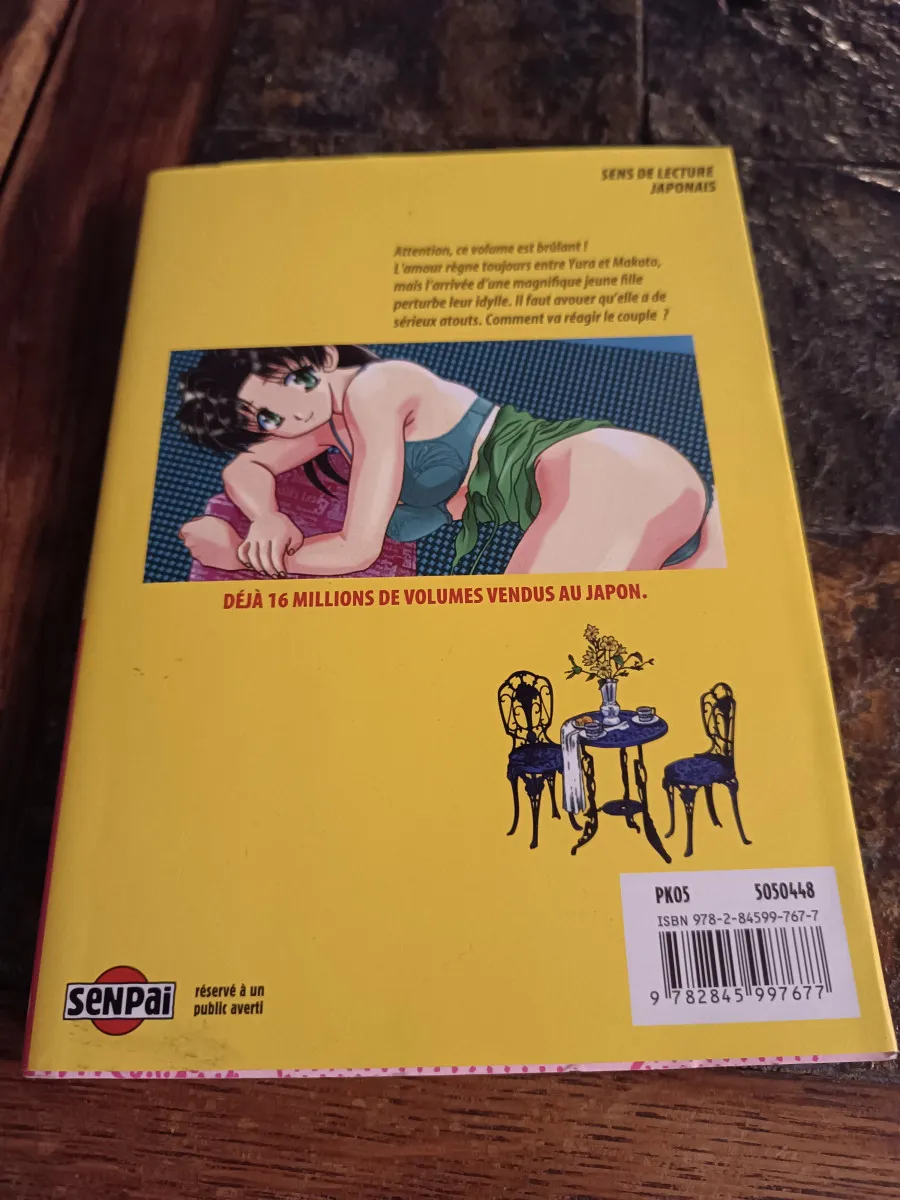 SENS DE LECTURE
JAPONAIS
Attention, ce volume est brûlant !
L'amour règne toujours entre Yura et Makoto,
mais l'arrivée d'une magnifique jeune fille
perturbe leur idylle. Il faut avouer qu'elle a de
sérieux atouts. Comment va réagir le couple ?
DÉJÀ 16 MILLIONS DE VOLUMES VENDUS AU JAPON.
PK05 5050448
ISBN 978-2-84599-767-7
9 782845 997677
SENPAI
réservé à un
public averti